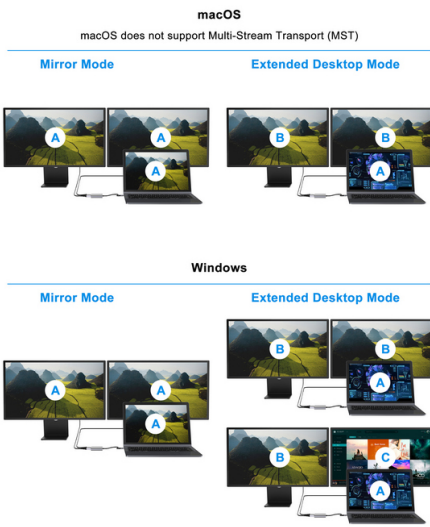 macOS
macOS does not support Multi-Stream Transport (MST)
Mirror Mode
Extended Desktop Mode
A
A
A
B
B
A
Windows
Mirror Mode
Extended Desktop Mode
A
A
A
B
B
A
B
C
A